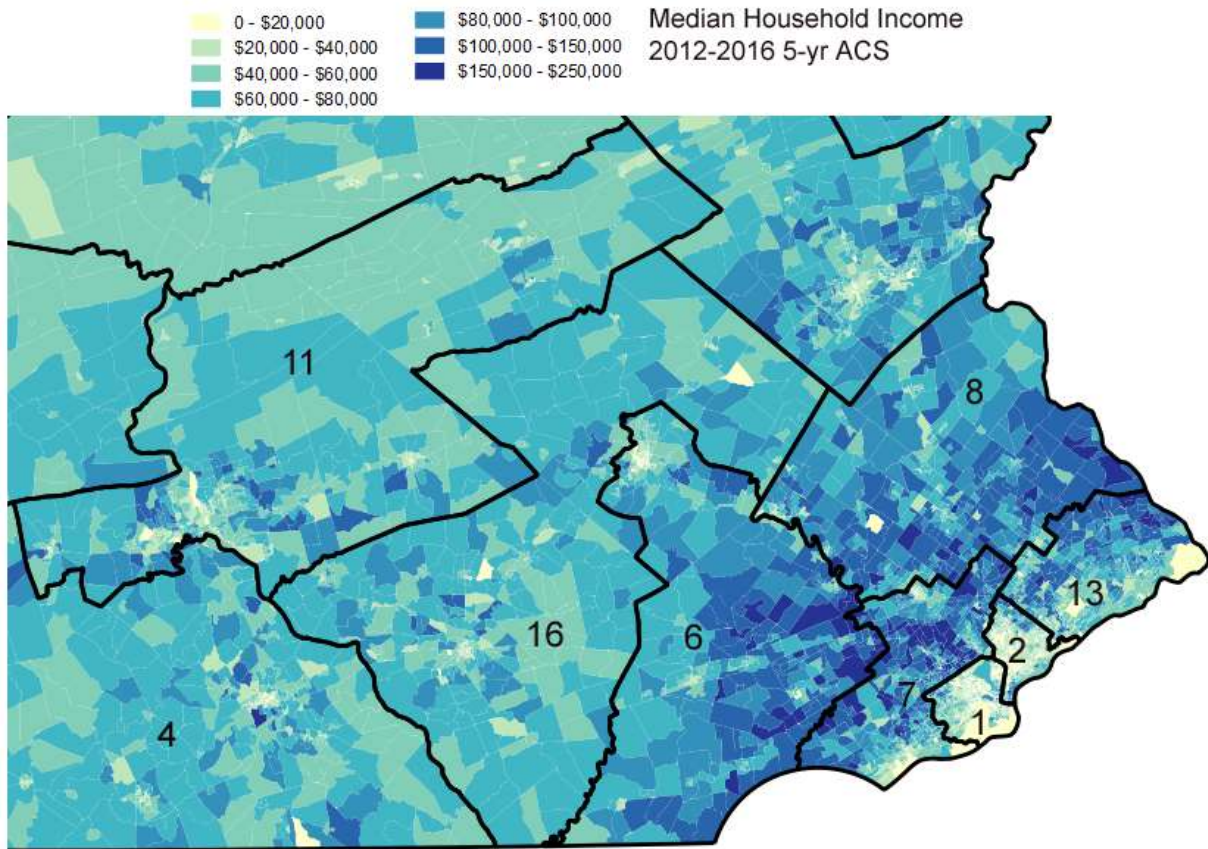 0 - $20,000
$20,000 - $40,000
$40,000 - $60,000
$60,000 - $80,000
$80,000 - $100,000
$100,000 - $150,000
$150,000 - $250,000
Median Household Income
2012-2016 5-yr ACS
11
8
13
16
6
2
7
1
4